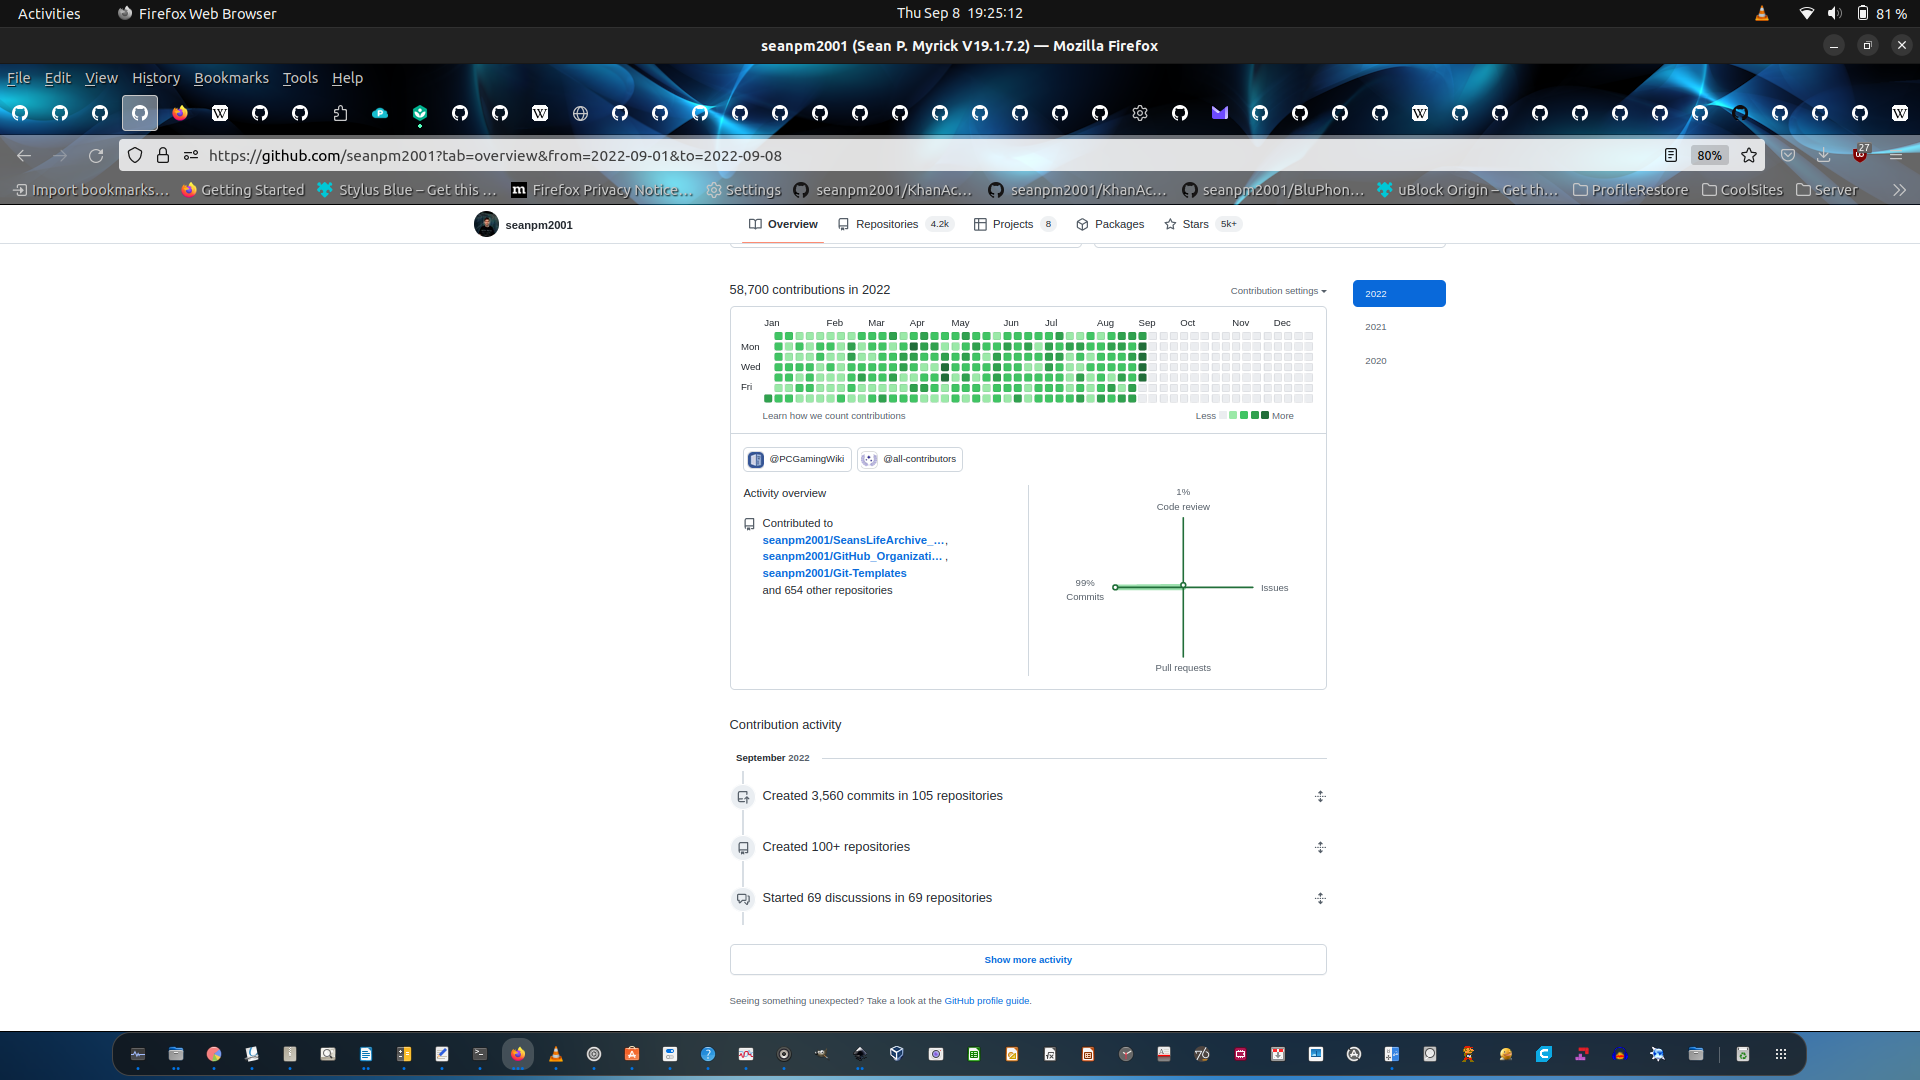 Activities
Firefox Web Browser
Thu Sep 8 19:25:12
81 %
seanpm2001 (Sean P. Myrick V19.1.7.2) — Mozilla Firefox
File Edit View History Bookmarks Tools Help
https://github.com/seanpm2001?tab=overview&from=2022-09-01&to=2022-09-08
80%
27
Import bookmarks...
Getting Started
Stylus Blue – Get this ...
Firefox Privacy Notice...
Settings
seanpm2001/KhanAc...
seanpm2001/KhanAc...
seanpm2001/BluPhon...
uBlock Origin – Get th...
ProfileRestore
CoolSites
Server
seanpm2001
Overview
Repositories 4.2k
Projects 8
Packages
Stars 5k+
58,700 contributions in 2022
Contribution settings
2022
2021
2020
Jan Feb Mar Apr May Jun Jul Aug Sep Oct Nov Dec
Mon
Wed
Fri
Learn how we count contributions
Less More
@PCGamingWiki
@all-contributors
Activity overview
Contributed to
seanpm2001/SeansLifeArchive_...,
seanpm2001/GitHub_Organizati... ,
seanpm2001/Git-Templates
and 654 other repositories
1%
Code review
99%
Commits
Issues
Pull requests
Contribution activity
September 2022
Created 3,560 commits in 105 repositories
Created 100+ repositories
Started 69 discussions in 69 repositories
Show more activity
Seeing something unexpected? Take a look at the GitHub profile guide.
76